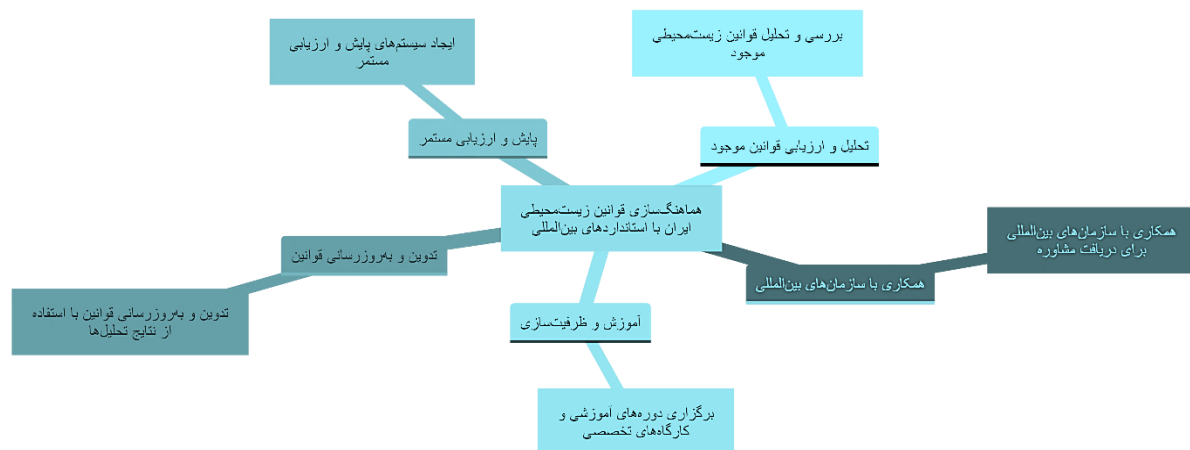 بررسی و تحلیل قوانین زیست‌محیطی
موجود
ایجاد سیستم‌های پایش و ارزیابی
مستمر
تحلیل و ارزیابی قوانین موجود
پایش و ارزیابی مستمر
هماهنگ‌سازی قوانین زیست‌محیطی
ایران با استانداردهای بین‌المللی
همکاری با سازمان‌های بین‌المللی
برای دریافت مشاوره
همکاری با سازمان‌های بین‌المللی
تدوین و به‌روزرسانی قوانین
تدوین و به‌روزرسانی قوانین با استفاده
از نتایج تحلیل‌ها
آموزش و ظرفیت‌سازی
برگزاری دوره‌های آموزشی و
کارگاه‌های تخصصی